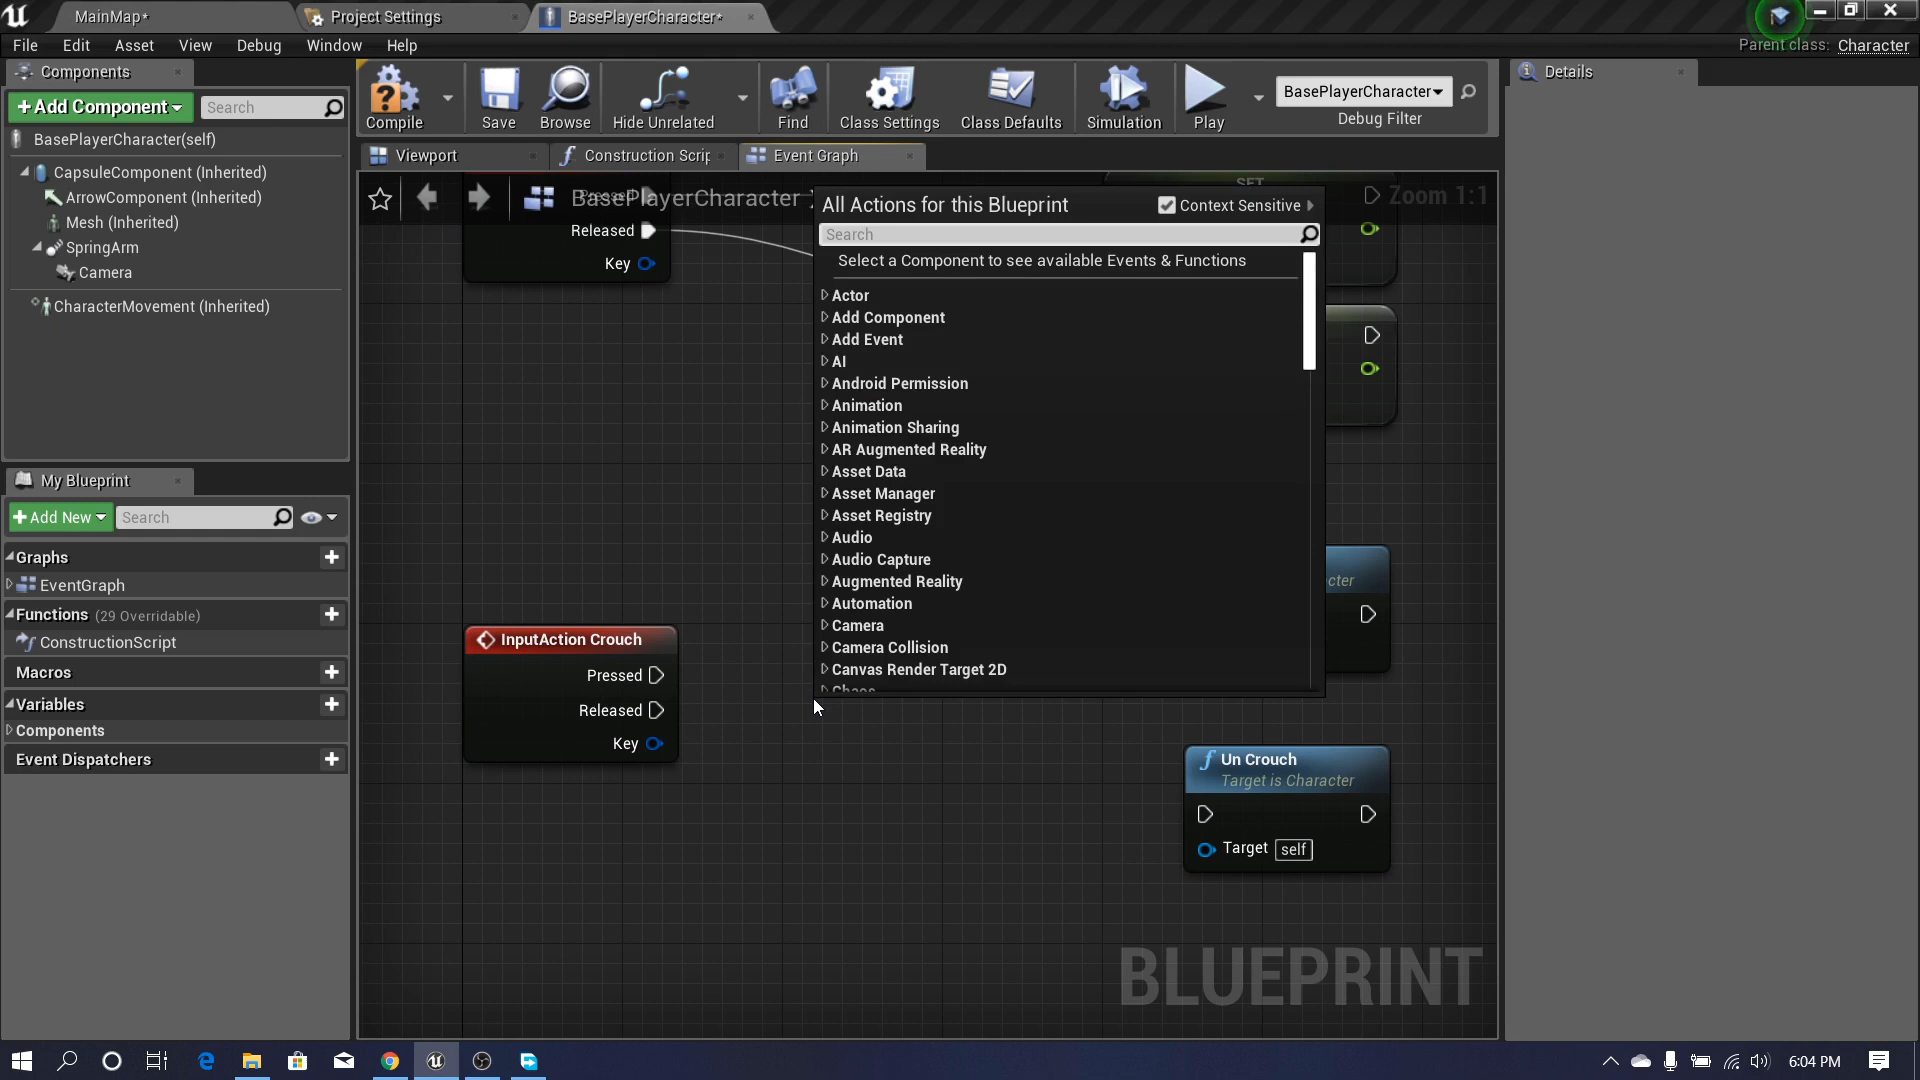 MainMap*
Project Settings
BasePlayerCharacter*
File Edit Asset View Debug Window Help
Parent class: Character
Components
Details
+Add Component
Search
BasePlayerCharacter(self)
CapsuleComponent (Inherited)
ArrowComponent (Inherited)
Mesh (Inherited)
SpringArm
Camera
CharacterMovement (Inherited)
Compile
Save
Browse
Hide Unrelated
Find
Class Settings
Class Defaults
Simulation
Play
BasePlayerCharacter
Debug Filter
Viewport
Construction Scrip
Event Graph
BasePlayerCharacter
Zoom 1:1
Pressed
Released
Key
SET
All Actions for this Blueprint
Context Sensitive
Search
Select a Component to see available Events & Functions
Actor
Add Component
Add Event
AI
Android Permission
Animation
Animation Sharing
AR Augmented Reality
Asset Data
Asset Manager
Asset Registry
Audio
Audio Capture
Augmented Reality
Automation
Camera
Camera Collision
Canvas Render Target 2D
Chaos
cter
My Blueprint
+Add New
Search
Graphs
EventGraph
Functions (29 Overridable)
ConstructionScript
Macros
Variables
Components
Event Dispatchers
InputAction Crouch
Pressed
Released
Key
f Un Crouch
Target is Character
Target self
BLUEPRINT
6:04 PM